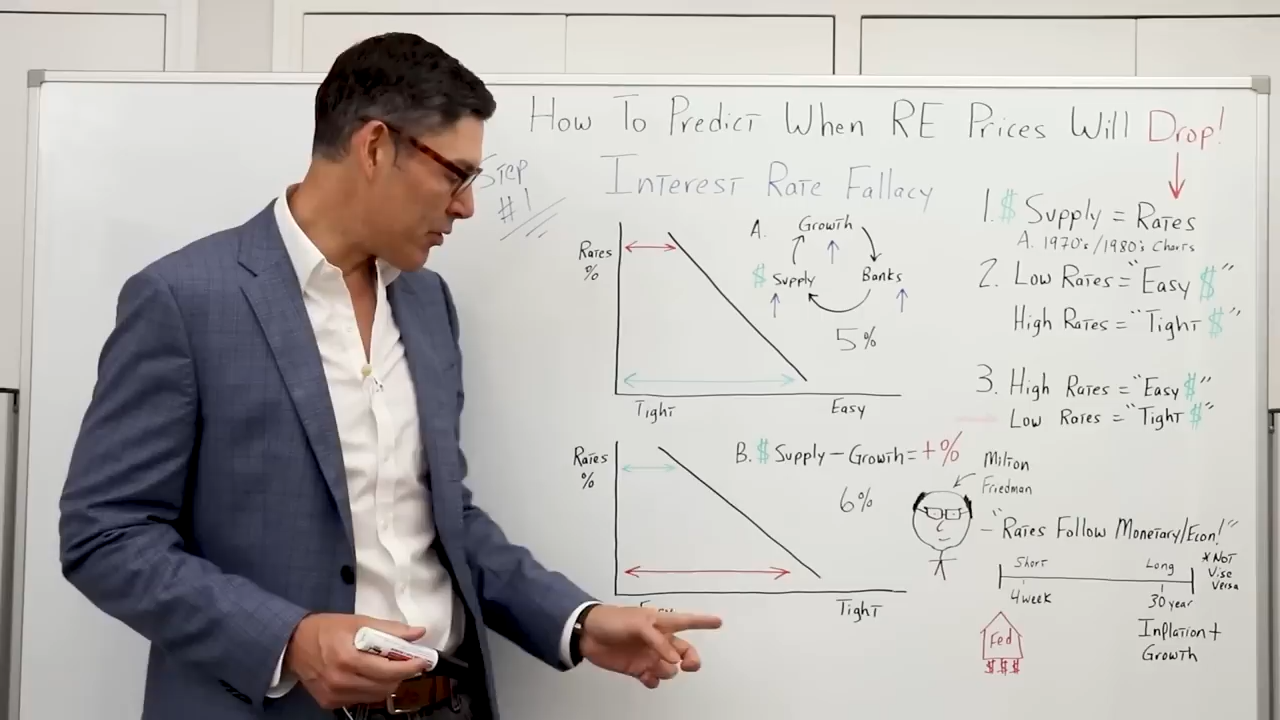 How To Predict When RE Prices Will Drop!
Step
#1
Interest Rate Fallacy
Rates
%
Tight
Easy
A.
Growth
$ Supply
Banks
5%
Rates
%
Easy
Tight
B. $ Supply - Growth = +%
6%
1. $ Supply = Rates
A. 1970's/1980's Charts
2. Low Rates = "Easy $"
High Rates = "Tight $"
3. High Rates = "Easy $"
Low Rates = "Tight $"
Milton
Friedman
- "Rates Follow Monetary/Econ!"
*Not
Vise
Versa
Short
Long
4 week
30 year
Fed
$$$
Inflation +
Growth